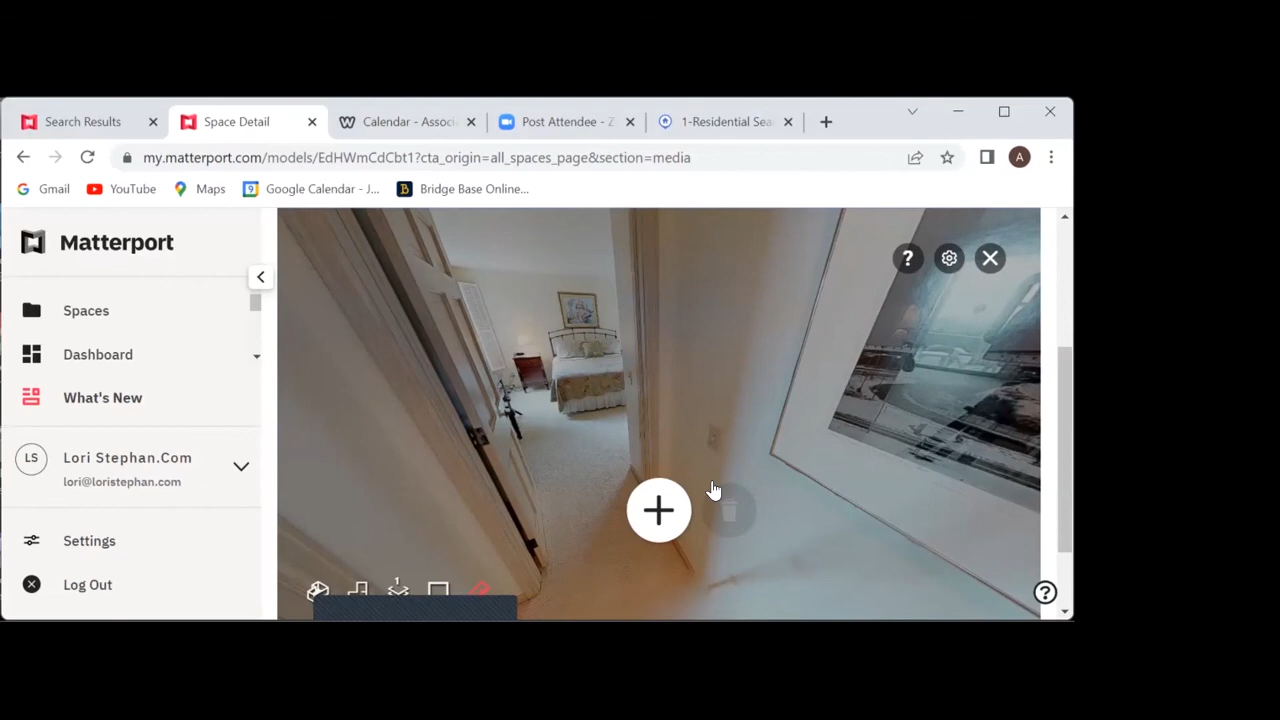 Search Results
Space Detail
Calendar - Associ
Post Attendee - Z
1-Residential Sea
my.matterport.com/models/EdHWmCdCbt1?cta_origin=all_spaces_page&section=media
A
Gmail
YouTube
Maps
9
Google Calendar - J...
B
Bridge Base Online...
Matterport
Spaces
Dashboard
What's New
LS
Lori Stephan.Com
lori@loristephan.com
Settings
Log Out
?
1
?